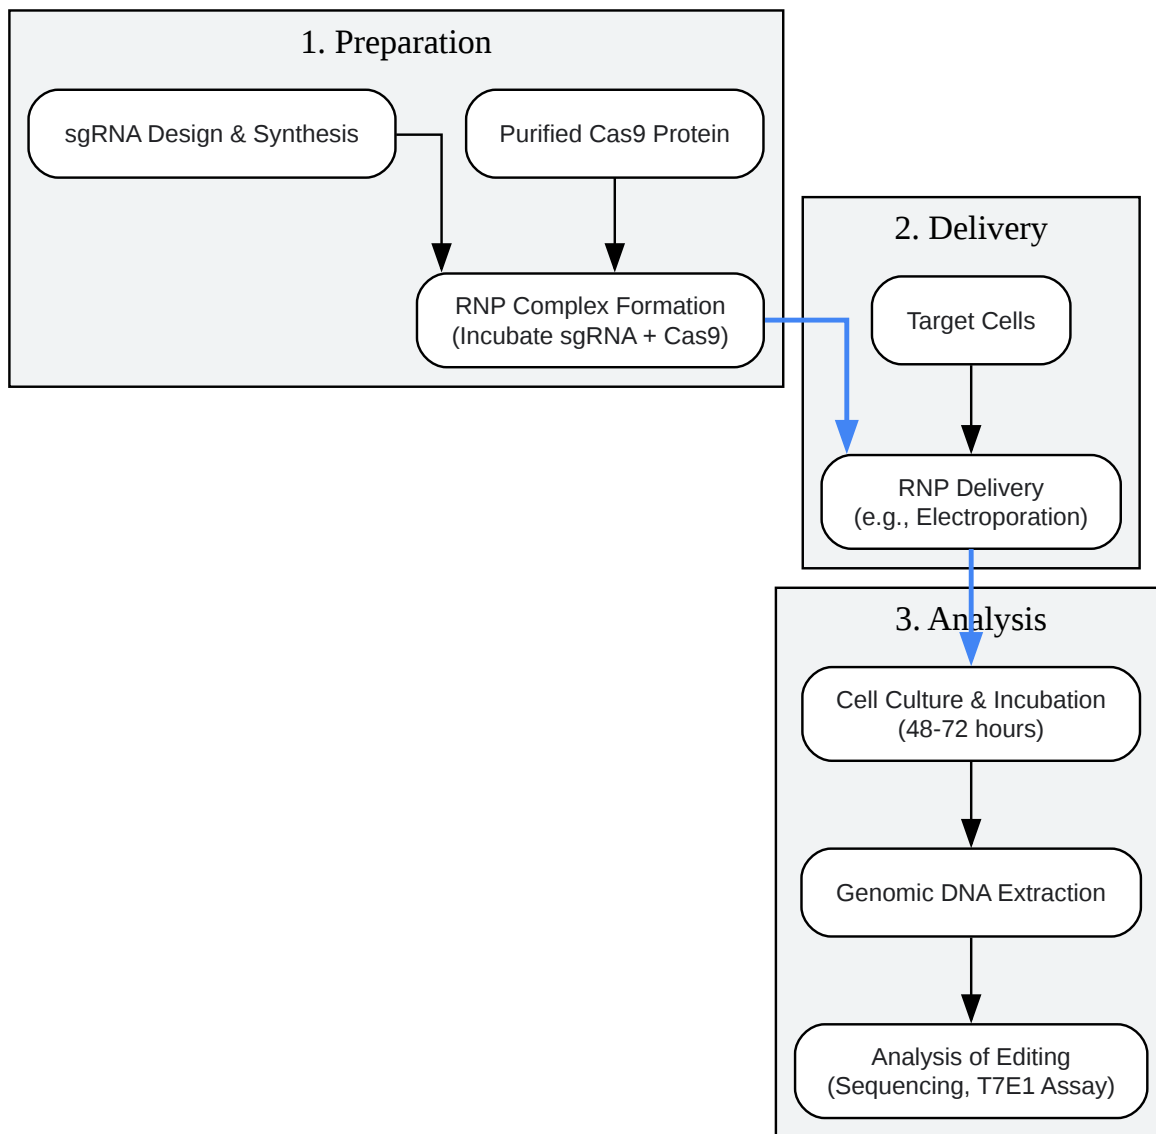 1. Preparation
sgRNA Design & Synthesis
Purified Cas9 Protein
RNP Complex Formation
(Incubate sgRNA + Cas9)
2. Delivery
Target Cells
RNP Delivery
(e.g., Electroporation)
3. Analysis
Cell Culture & Incubation
(48-72 hours)
Genomic DNA Extraction
Analysis of Editing
(Sequencing, T7E1 Assay)